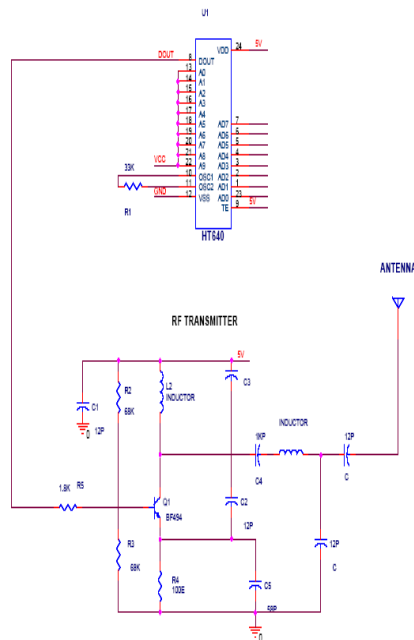 U1
DOUT
8
DOUT
VDD
24
5V
13
A0
14
A1
15
A2
16
A3
17
A4
18
A5
AD7
7
19
A6
AD6
6
20
A7
AD5
5
21
A8
AD4
4
VCC
22
A9
AD3
3
33K
10
OSC1
AD2
2
11
OSC2
AD1
1
GND
12
VSS
AD0
23
TE
9
5V
R1
HT640
ANTENNA
RF TRANSMITTER
5V
L2
INDUCTOR
C3
R2
68K
C1
12P
0
INDUCTOR
1KP
C4
12P
C
1.8K
R5
Q1
BF494
C2
12P
R3
68K
12P
C
R4
100E
C5
0